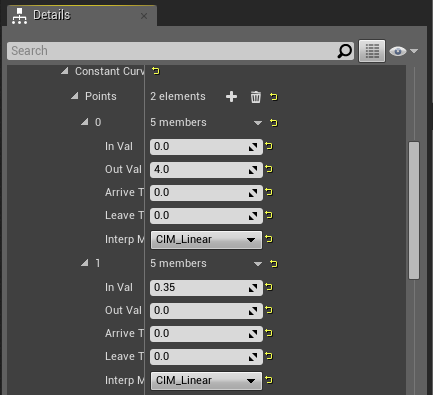 Details
Search
Constant Curv
Points 2 elements
0 5 members
In Val 0.0
Out Val 4.0
Arrive T 0.0
Leave T 0.0
Interp M CIM_Linear
1 5 members
In Val 0.35
Out Val 0.0
Arrive T 0.0
Leave T 0.0
Interp M CIM_Linear